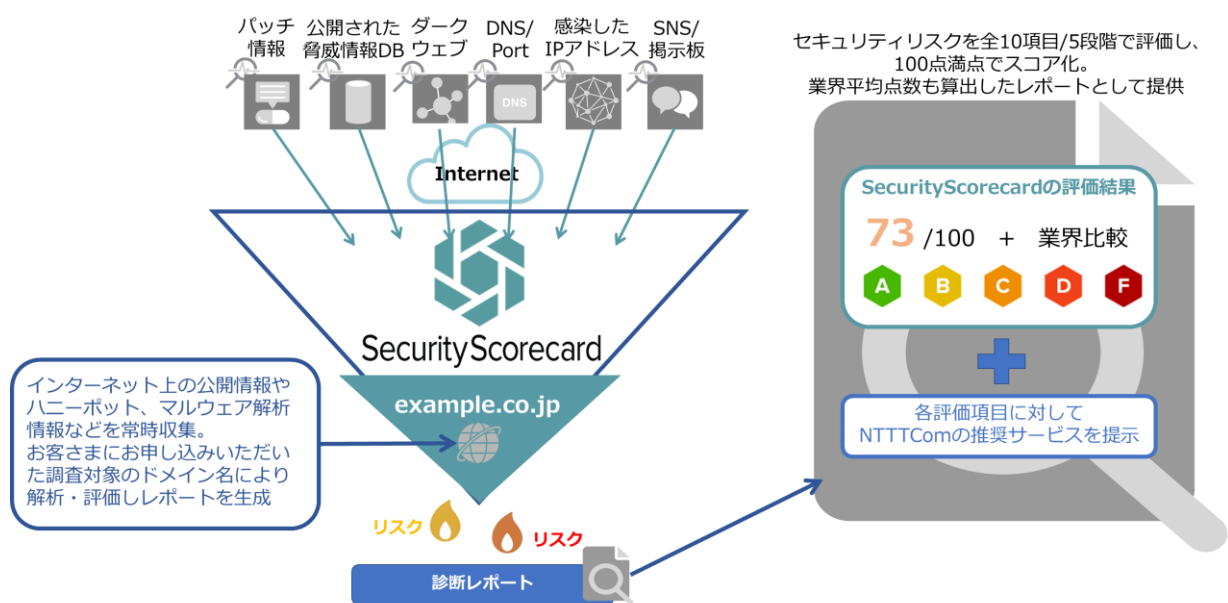 パッチ
情報
公開された
脅威情報DB
ダーク
ウェブ
DNS/
Port
感染した
IPアドレス
SNS/
掲示板
DNS
Internet
SecurityScorecard
example.co.jp
インターネット上の公開情報や
ハニーポット、マルウェア解析
情報などを常時収集。
お客さまにお申し込みいただい
た調査対象のドメイン名により
解析・評価しレポートを生成
リスク
リスク
診断レポート
セキュリティリスクを全10項目/5段階で評価し、
100点満点でスコア化。
業界平均点数も算出したレポートとして提供
SecurityScorecardの評価結果
73 /100 + 業界比較
A B C D F
各評価項目に対して
NTTTComの推奨サービスを提示